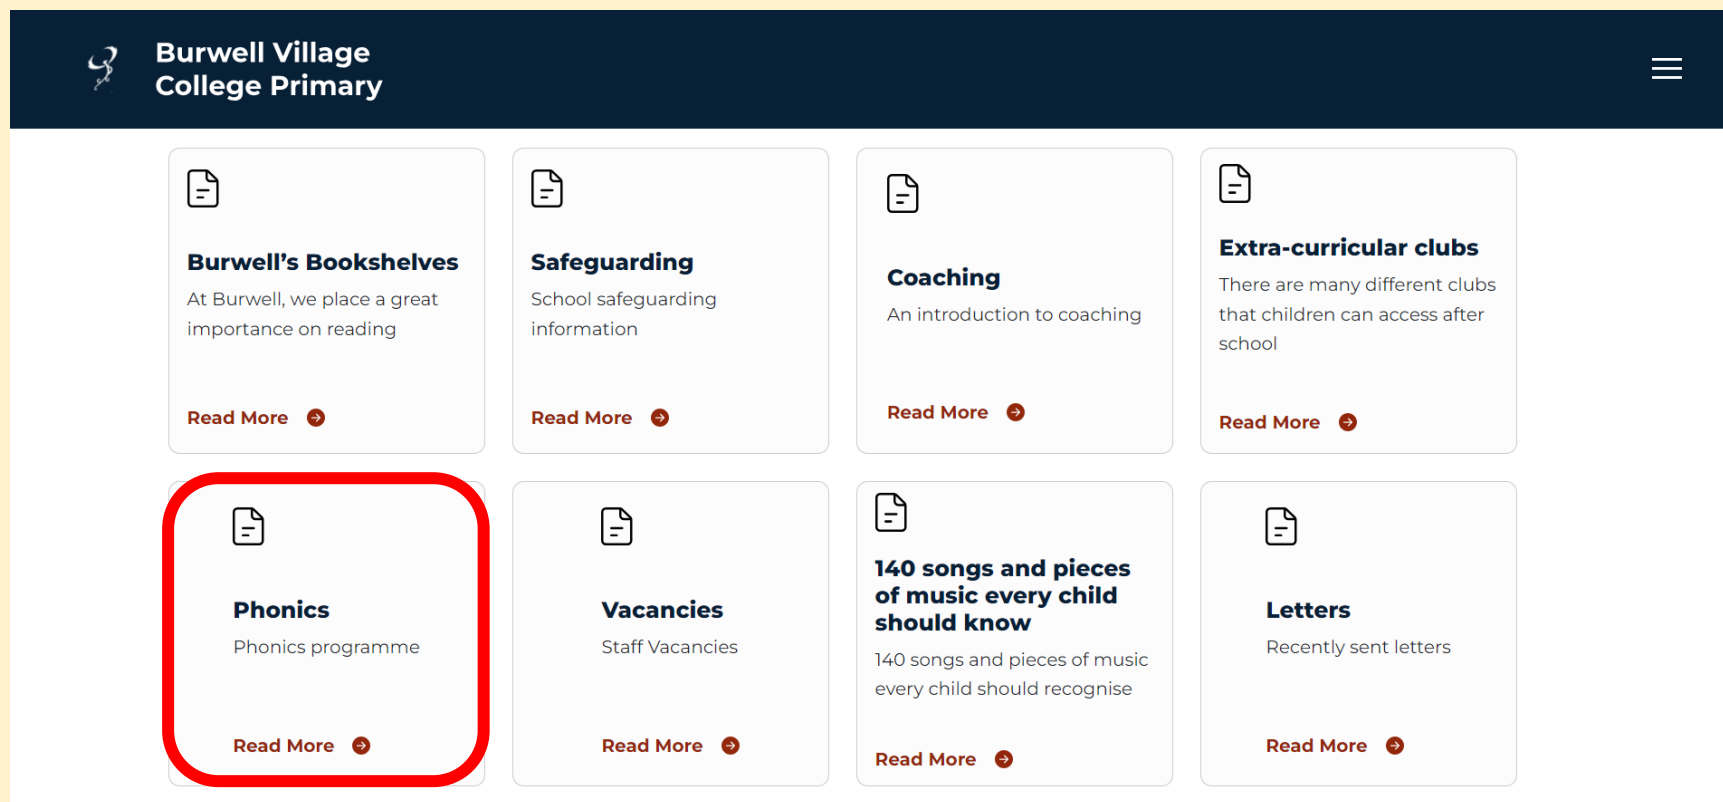 Burwell Village
College Primary
Burwell’s Bookshelves
At Burwell, we place a great
importance on reading
Read More
Safeguarding
School safeguarding
information
Read More
Coaching
An introduction to coaching
Read More
Extra-curricular clubs
There are many different clubs
that children can access after
school
Read More
Phonics
Phonics programme
Read More
Vacancies
Staff Vacancies
Read More
140 songs and pieces
of music every child
should know
140 songs and pieces of music
every child should recognise
Read More
Letters
Recently sent letters
Read More